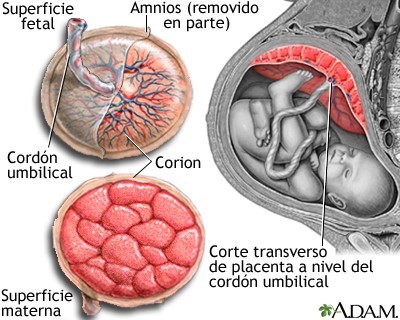 Superficie
fetal
Amnios (removido
en parte)
Cordón
umbilical
Corion
Corte transverso
de placenta a nivel del
cordón umbilical
Superficie
materna
ADAM.